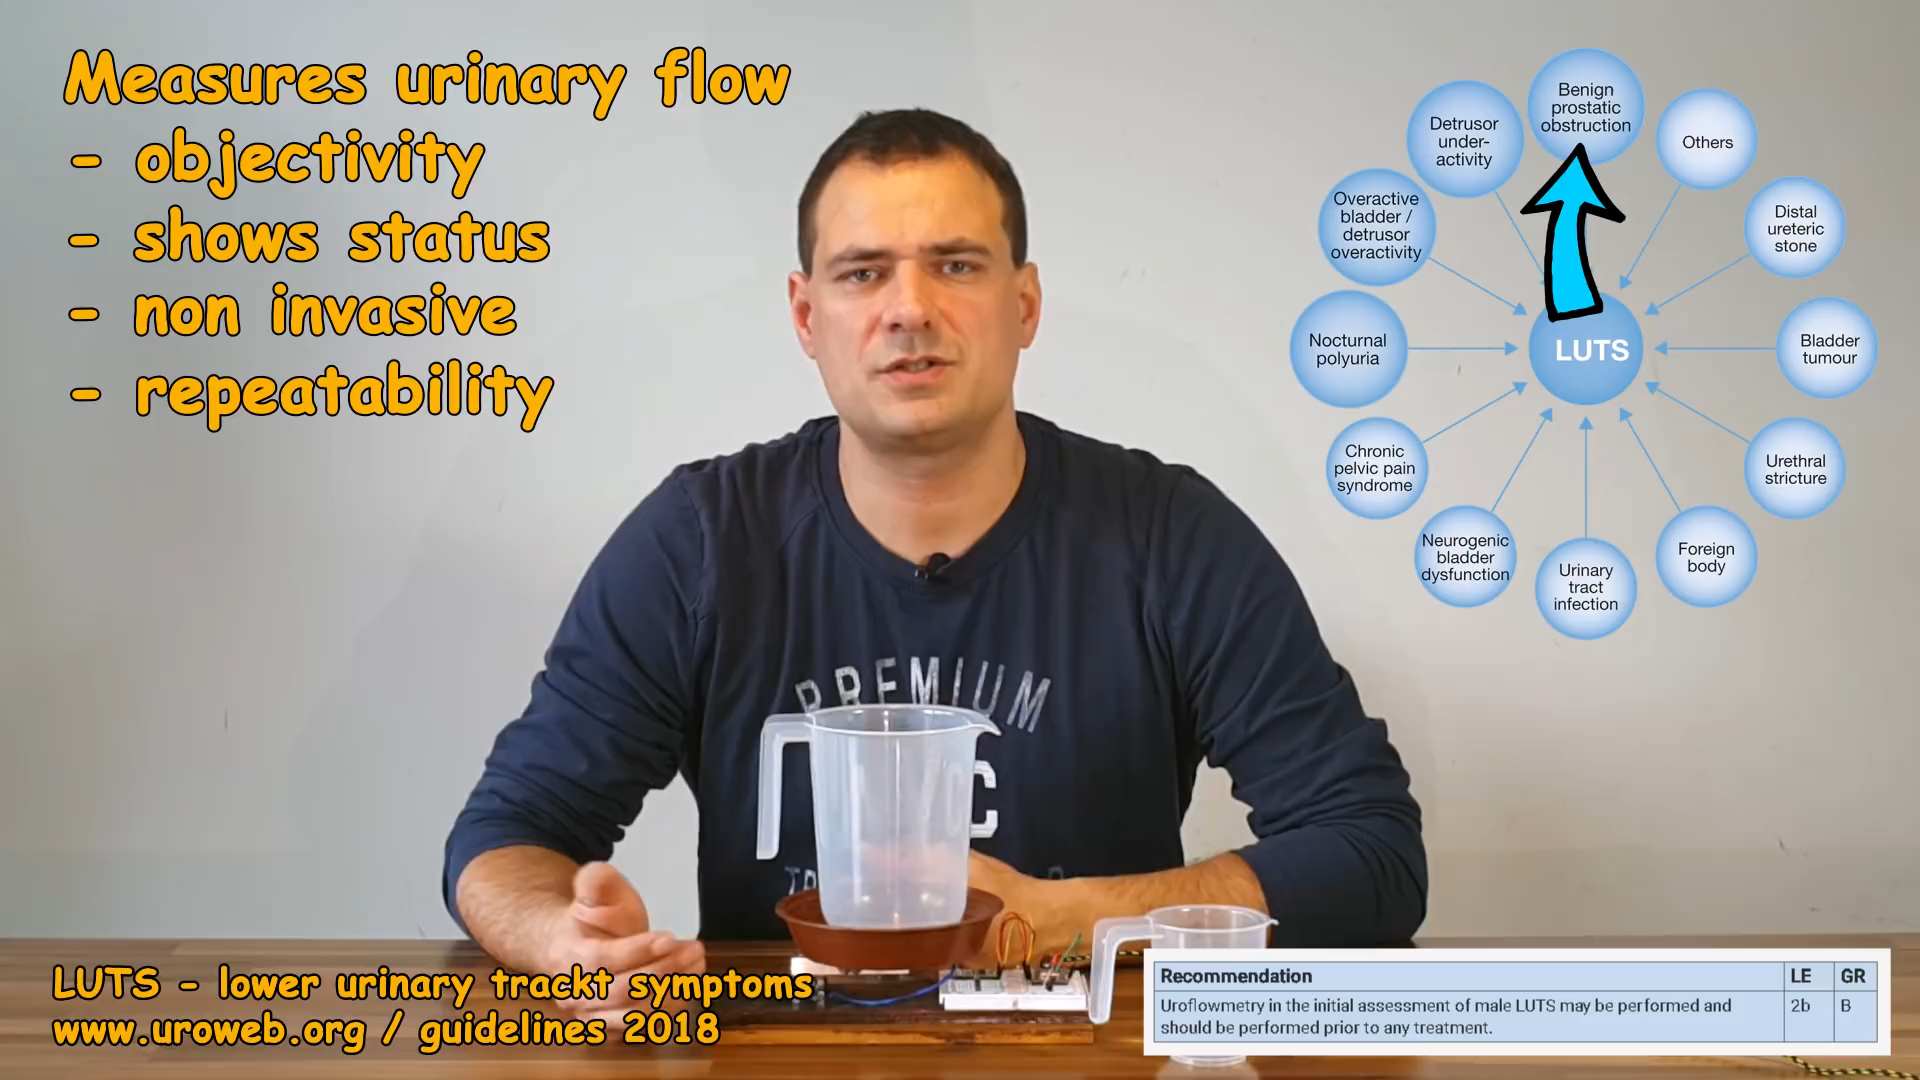 Measures urinary flow
- objectivity
- shows status
- non invasive
- repeatability
Benign
prostatic
obstruction
Others
Distal
ureteric
stone
Bladder
tumour
Urethral
stricture
Foreign
body
Urinary
tract
infection
Neurogenic
bladder
dysfunction
Chronic
pelvic pain
syndrome
Nocturnal
polyuria
Overactive
bladder /
detrusor
overactivity
Detrusor
under-
activity
LUTS
PREMIUM
LUTS - lower urinary trackt symptoms
www.uroweb.org / guidelines 2018
Recommendation LE GR
Uroflowmetry in the initial assessment of male LUTS may be performed and 2b B
should be performed prior to any treatment.